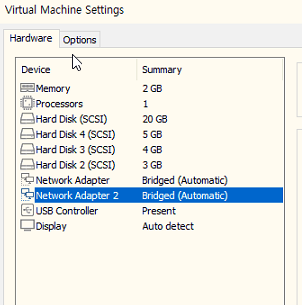 Virtual Machine Settings
Hardware Options
Device Summary
Memory 2 GB
Processors 1
Hard Disk (SCSI) 20 GB
Hard Disk 4 (SCSI) 5 GB
Hard Disk 3 (SCSI) 4 GB
Hard Disk 2 (SCSI) 3 GB
Network Adapter Bridged (Automatic)
Network Adapter 2 Bridged (Automatic)
USB Controller Present
Display Auto detect